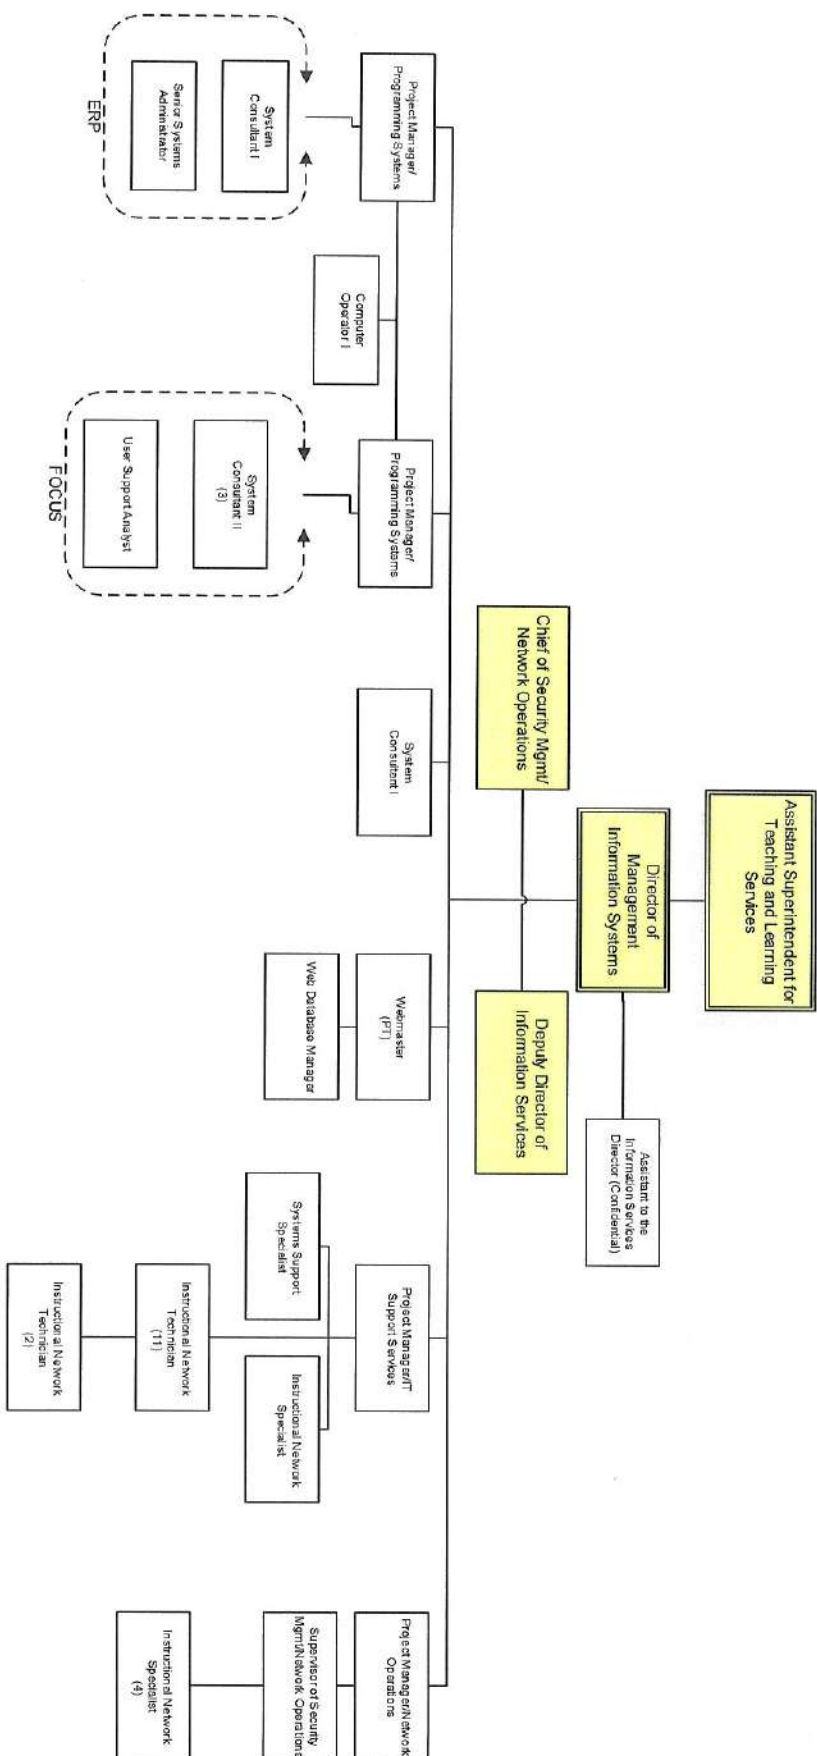 Assistant Superintendent for
Teaching and Learning
Services
Director of
Management
Information Systems
Assistant to the
Information Services
Director (Confidential)
Chief of Security Mgmt/
Network Operations
Deputy Director of
Information Services
Project Manager/
Programming Systems
Computer
Operator I
Project Manager/
Programming Systems
System
Consultant I
Webmaster
(PT)
Project Manager/IT
Support Services
Project Manager/Network
Operations
System
Consultant I
Senior Systems
Administrator
ERP
System
Consultant II
(3)
User Support Analyst
FOCUS
Web Database Manager
Systems Support
Specialist
Instructional Network
Specialist
Instructional Network
Technician
(11)
Instructional Network
Technician
(2)
Supervisor of Security
Mgmt/Network Operations
Instructional Network
Specialist
(4)